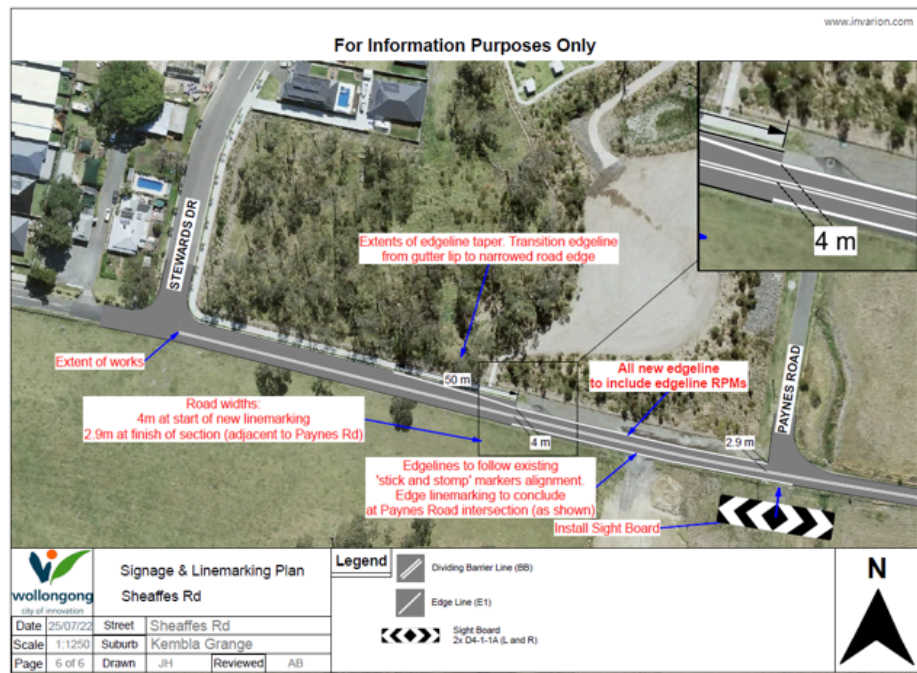 www.invarion.com
For Information Purposes Only
STEWARDS DR
Extents of edgeline taper. Transition edgeline
from gutter lip to narrowed road edge
4 m
Extent of works
50 m
All new edgeline
to include edgeline RPMs
PAYNES ROAD
Road widths:
4m at start of new linemarking
2.9m at finish of section (adjacent to Paynes Rd)
4 m
2.9 m
Edgelines to follow existing
'stick and stomp' markers alignment.
Edge linemarking to conclude
at Paynes Road intersection (as shown)
Install Sight Board
wollongong
city of innovation
Signage & Linemarking Plan
Sheaffes Rd
Date 25/07/22 Street Sheaffes Rd
Scale 1:1250 Suburb Kembla Grange
Page 6 of 6 Drawn JH Reviewed AB
Legend
Dividing Barrier Line (BB)
Edge Line (E1)
Sight Board
2x D4-1-1A (L and R)
N